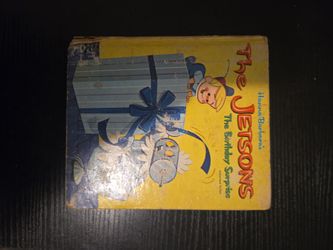 Hanna-Barbera's
The JETSONS
The Birthday Surprise